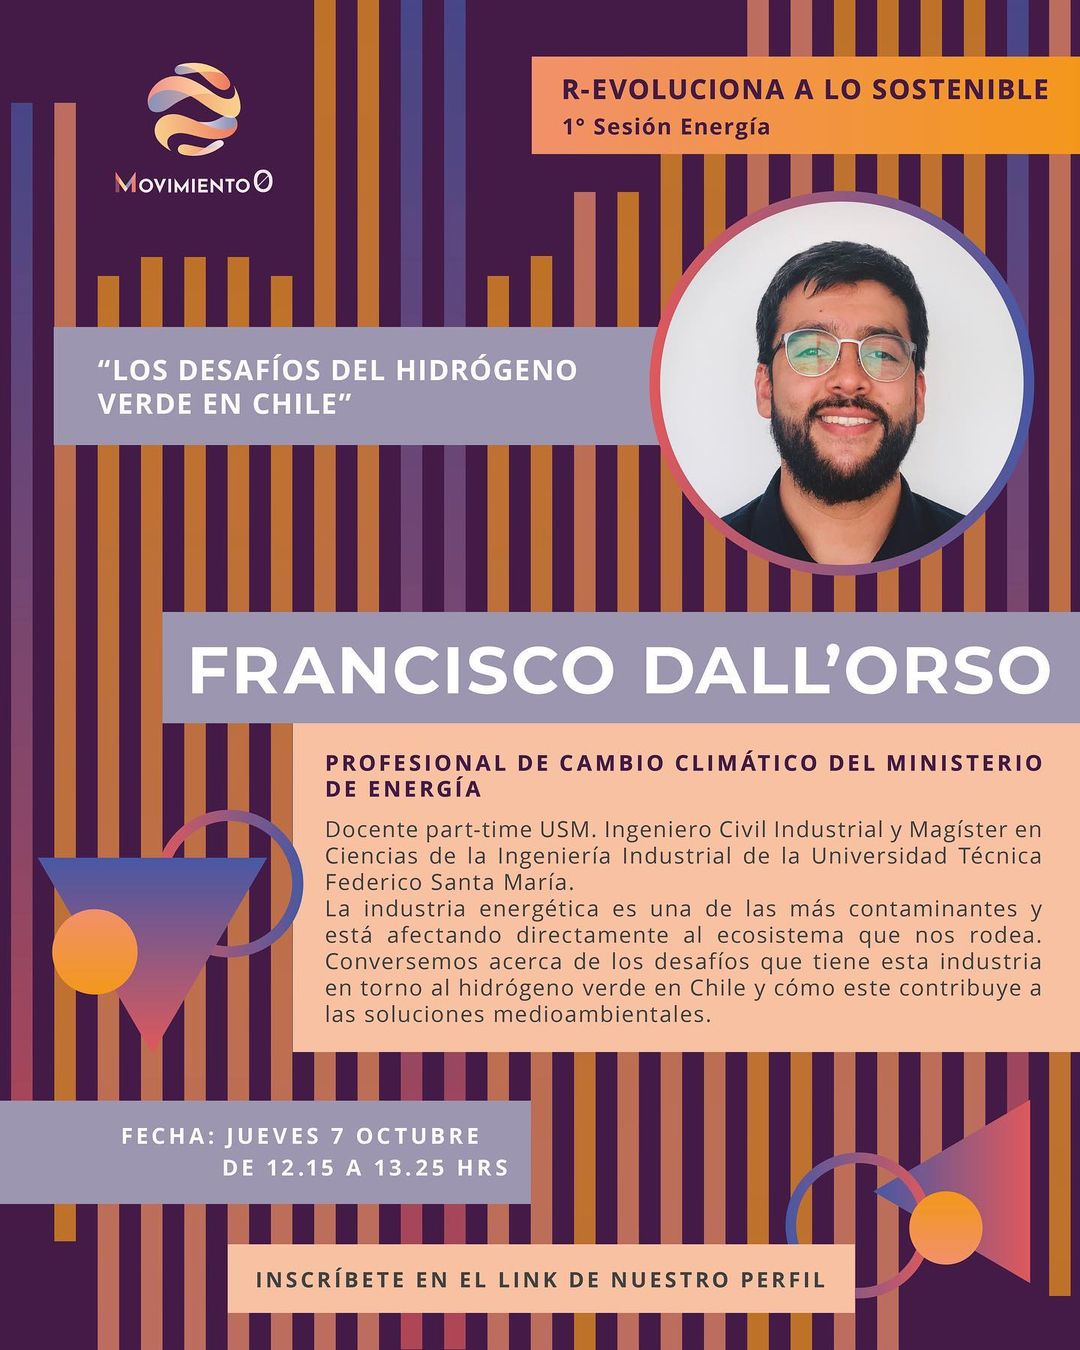 MOVIMIENTO 0
R-EVOLUCIONA A LO SOSTENIBLE
1° Sesión Energía
“LOS DESAFÍOS DEL HIDRÓGENO
VERDE EN CHILE”
FRANCISCO DALL’ORSO
PROFESIONAL DE CAMBIO CLIMÁTICO DEL MINISTERIO
DE ENERGÍA
Docente part-time USM. Ingeniero Civil Industrial y Magíster en
Ciencias de la Ingeniería Industrial de la Universidad Técnica
Federico Santa María.
La industria energética es una de las más contaminantes y
está afectando directamente al ecosistema que nos rodea.
Conversemos acerca de los desafíos que tiene esta industria
en torno al hidrógeno verde en Chile y cómo este contribuye a
las soluciones medioambientales.
FECHA: JUEVES 7 OCTUBRE
DE 12.15 A 13.25 HRS
INSCRÍBETE EN EL LINK DE NUESTRO PERFIL